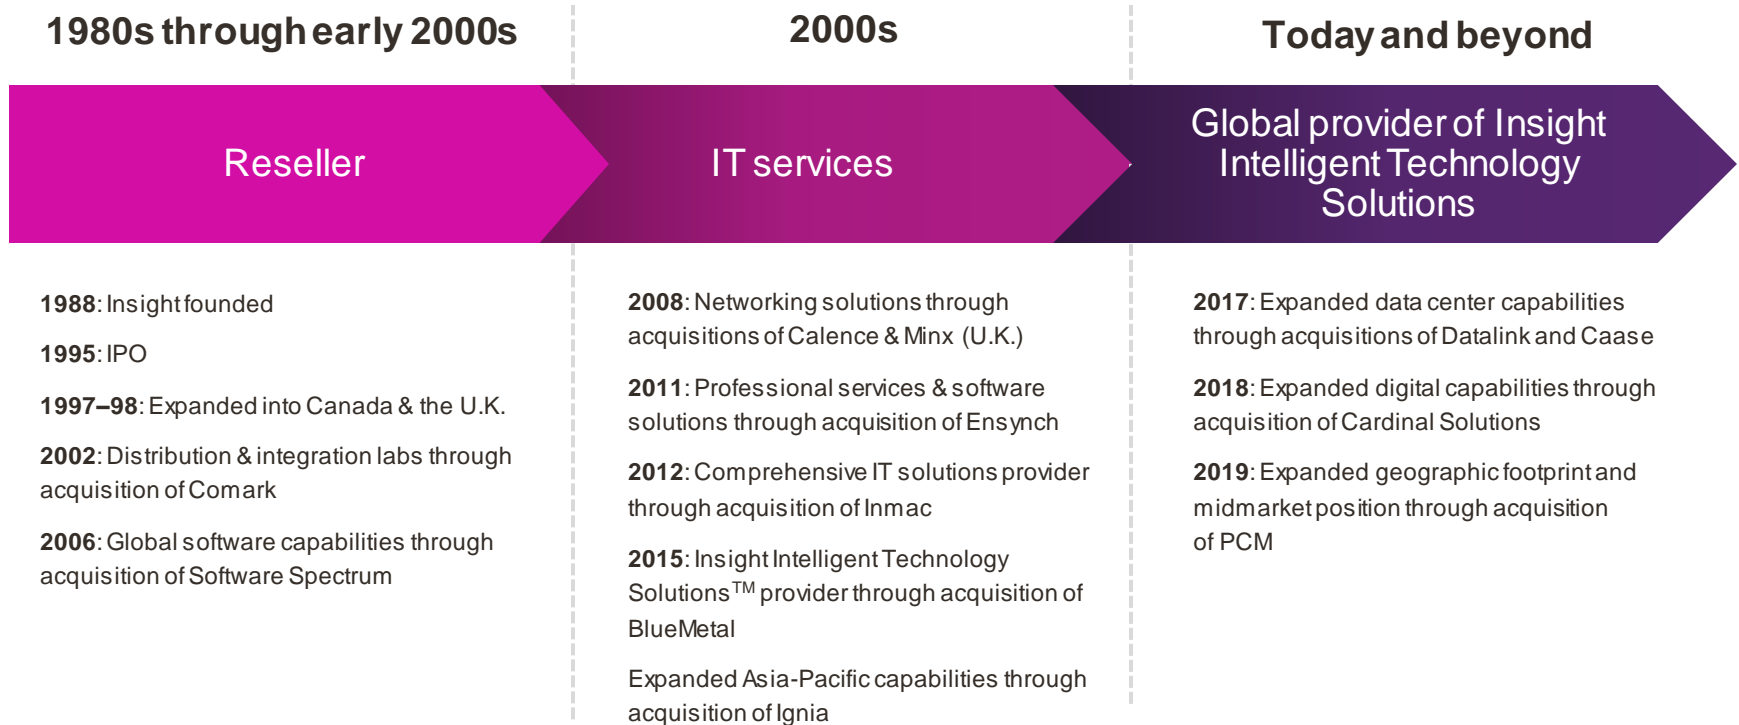 1980s through early 2000s
Reseller
1988: Insight founded
1995: IPO
1997–98: Expanded into Canada & the U.K.
2002: Distribution & integration labs through
acquisition of Comark
2006: Global software capabilities through
acquisition of Software Spectrum
2000s
IT services
2008: Networking solutions through
acquisitions of Calence & Minx (U.K.)
2011: Professional services & software
solutions through acquisition of Ensynch
2012: Comprehensive IT solutions provider
through acquisition of Inmac
2015: Insight Intelligent Technology
Solutions™ provider through acquisition of
BlueMetal
Expanded Asia-Pacific capabilities through
acquisition of Ignia
Today and beyond
Global provider of Insight
Intelligent Technology
Solutions
2017: Expanded data center capabilities
through acquisitions of Datalink and Caase
2018: Expanded digital capabilities through
acquisition of Cardinal Solutions
2019: Expanded geographic footprint and
midmarket position through acquisition
of PCM